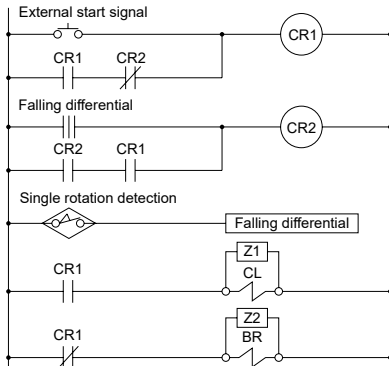 External start signal
CR1
CR1 CR2
Falling differential
CR2
CR2 CR1
Single rotation detection
Falling differential
Z1
CR1 CL
Z2
CR1 BR